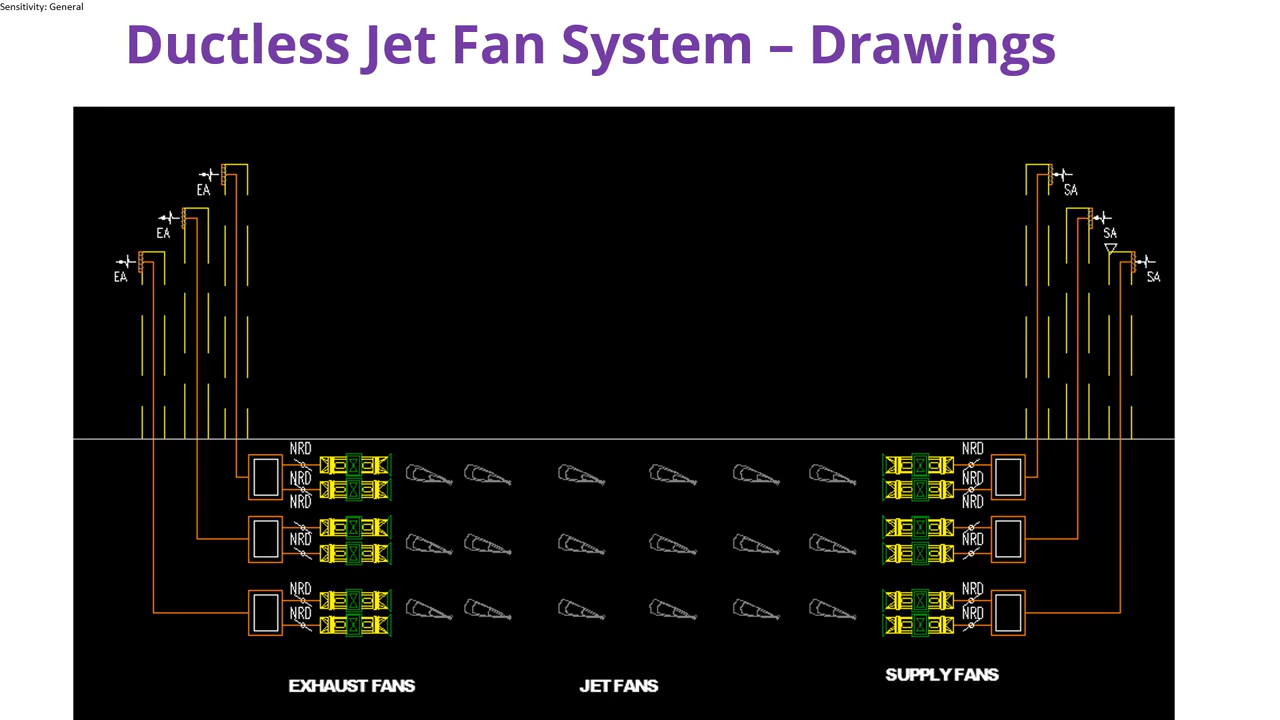 Sensitivity: General
Ductless Jet Fan System – Drawings
EA
SA
EA
SA
EA
SA
NRD
NRD
NRD
NRD
NRD
NRD
NRD
NRD
NRD
NRD
NRD
NRD
EXHAUST FANS
JET FANS
SUPPLY FANS